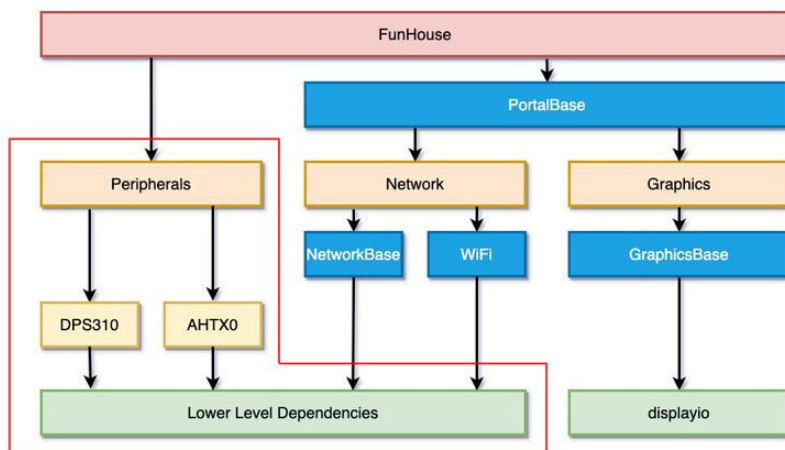 FunHouse
PortalBase
Peripherals
Network
Graphics
NetworkBase
WiFi
GraphicsBase
DPS310
AHTX0
Lower Level Dependencies
displayio